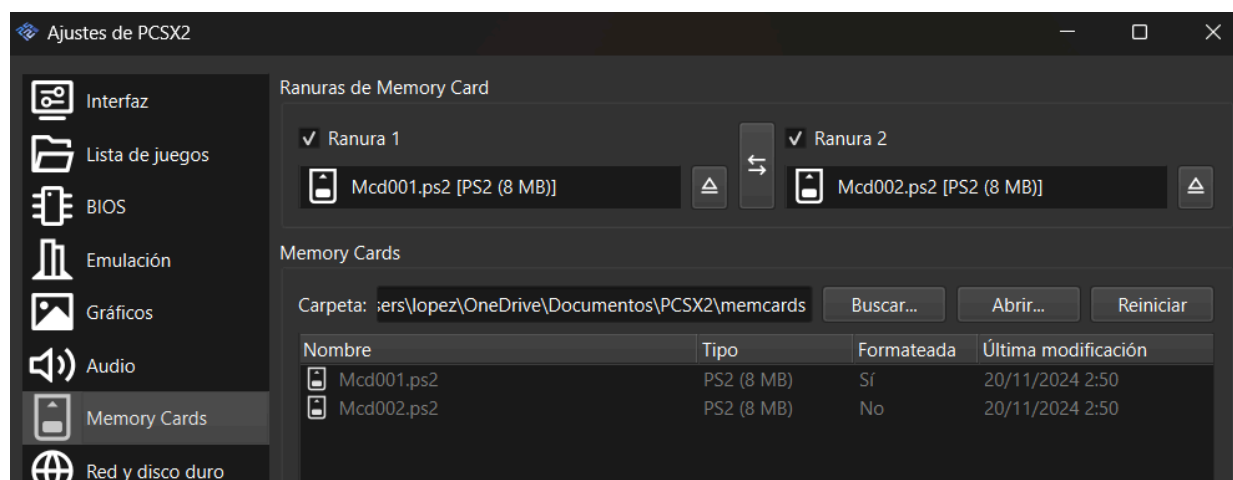 Ajustes de PCSX2
Interfaz
Lista de juegos
BIOS
Emulación
Gráficos
Audio
Memory Cards
Red y disco duro
Ranuras de Memory Card
Ranura 1
Ranura 2
Mcd001.ps2 [PS2 (8 MB)]
Mcd002.ps2 [PS2 (8 MB)]
Memory Cards
Carpeta: sers\lopez\OneDrive\Documentos\PCSX2\memcards Buscar... Abrir... Reiniciar
Nombre Tipo Formateada Última modificación
Mcd001.ps2 PS2 (8 MB) Sí 20/11/2024 2:50
Mcd002.ps2 PS2 (8 MB) No 20/11/2024 2:50